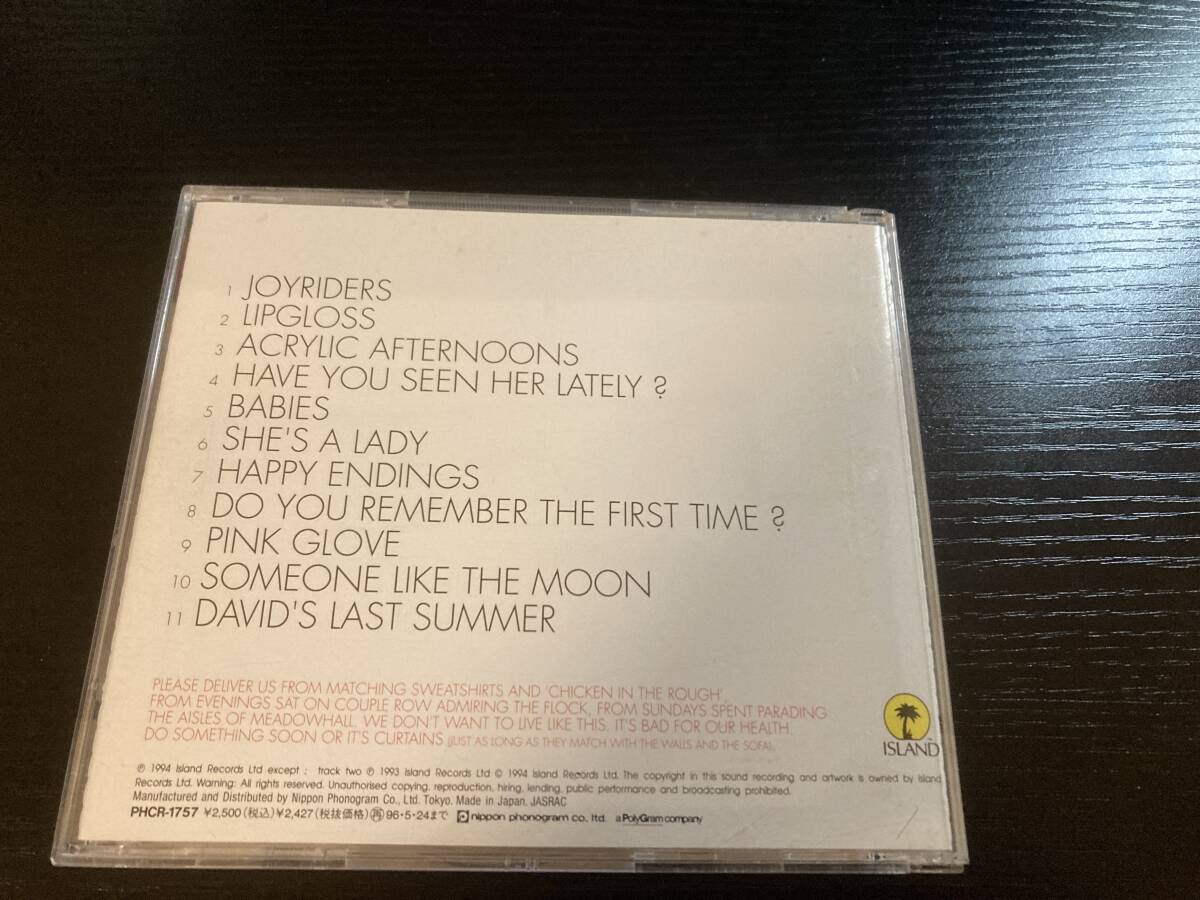 1 JOYRIDERS
2 LIPGLOSS
3 ACRYLIC AFTERNOONS
4 HAVE YOU SEEN HER LATELY ?
5 BABIES
6 SHE'S A LADY
7 HAPPY ENDINGS
8 DO YOU REMEMBER THE FIRST TIME ?
9 PINK GLOVE
10 SOMEONE LIKE THE MOON
11 DAVID'S LAST SUMMER
PLEASE DELIVER US FROM MATCHING SWEATSHIRTS AND 'CHICKEN IN THE ROUGH',
FROM EVENINGS SAT ON COUPLE ROW ADMIRING THE FLOCK, FROM SUNDAYS SPENT PARADING
THE AISLES OF MEADOWHALL. WE DON'T WANT TO LIVE LIKE THIS. IT'S BAD FOR OUR HEALTH.
DO SOMETHING SOON OR IT'S CURTAINS (JUST AS LONG AS THEY MATCH WITH THE WALLS AND THE SOFA).
ISLAND
℗ 1994 Island Records Ltd except : track two ℗ 1993 Island Records Ltd © 1994 Island Records Ltd. The copyright in this sound recording and artwork is owned by Island
Records Ltd. Warning: All rights reserved. Unauthorised copying, reproduction, hiring, lending, public performance and broadcasting prohibited.
Manufactured and Distributed by Nippon Phonogram Co., Ltd. Tokyo. Made in Japan. JASRAC
PHCR-1757 ¥2,500(税込)¥2,427(税抜価格)㊢96・5・24まで nippon phonogram co., ltd. a PolyGram company